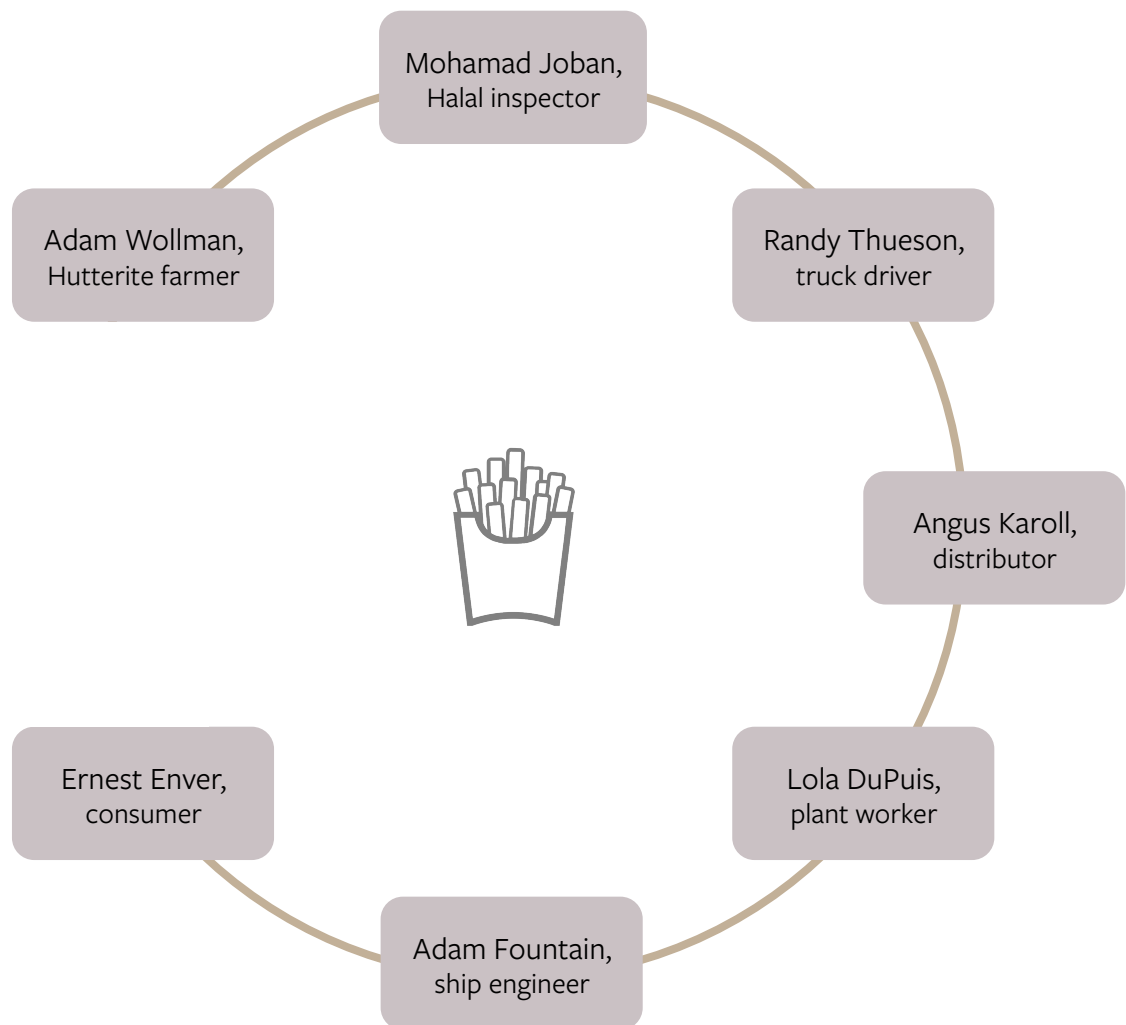 Mohamad Joban,
Halal inspector
Adam Wollman,
Hutterite farmer
Randy Thueson,
truck driver
Angus Karoll,
distributor
Ernest Enver,
consumer
Lola DuPuis,
plant worker
Adam Fountain,
ship engineer